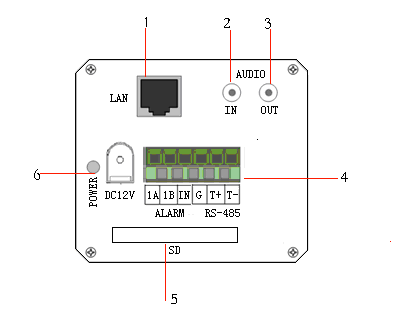 1
2
3
AUDIO
LAN
IN
OUT
6
POWER
DC12V
1A 1B IN G T+ T-
4
ALARM RS-485
SD
5